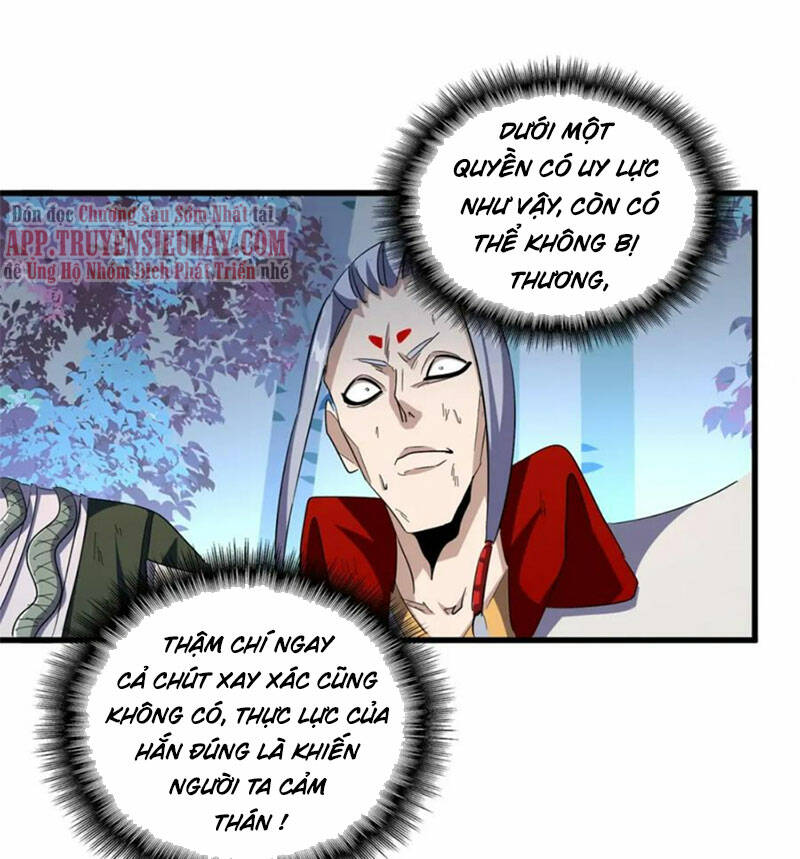 DƯỚI MỘT
QUYỀN CÓ UY LỰC
NHƯ VẬY, CÒN CÓ
THỂ KHÔNG BỊ
THƯƠNG,
Đón đọc Chương Sau Sớm Nhất tại
APP.TRUYENSIEUHAY.COM
để Ủng Hộ Nhóm Dịch Phát Triển nhé
THẬM CHÍ NGAY
CẢ CHÚT XAY XÁC CŨNG
KHÔNG CÓ, THỰC LỰC CỦA
HẮN ĐÚNG LÀ KHIẾN
NGƯỜI TA CẢM
THÁN !